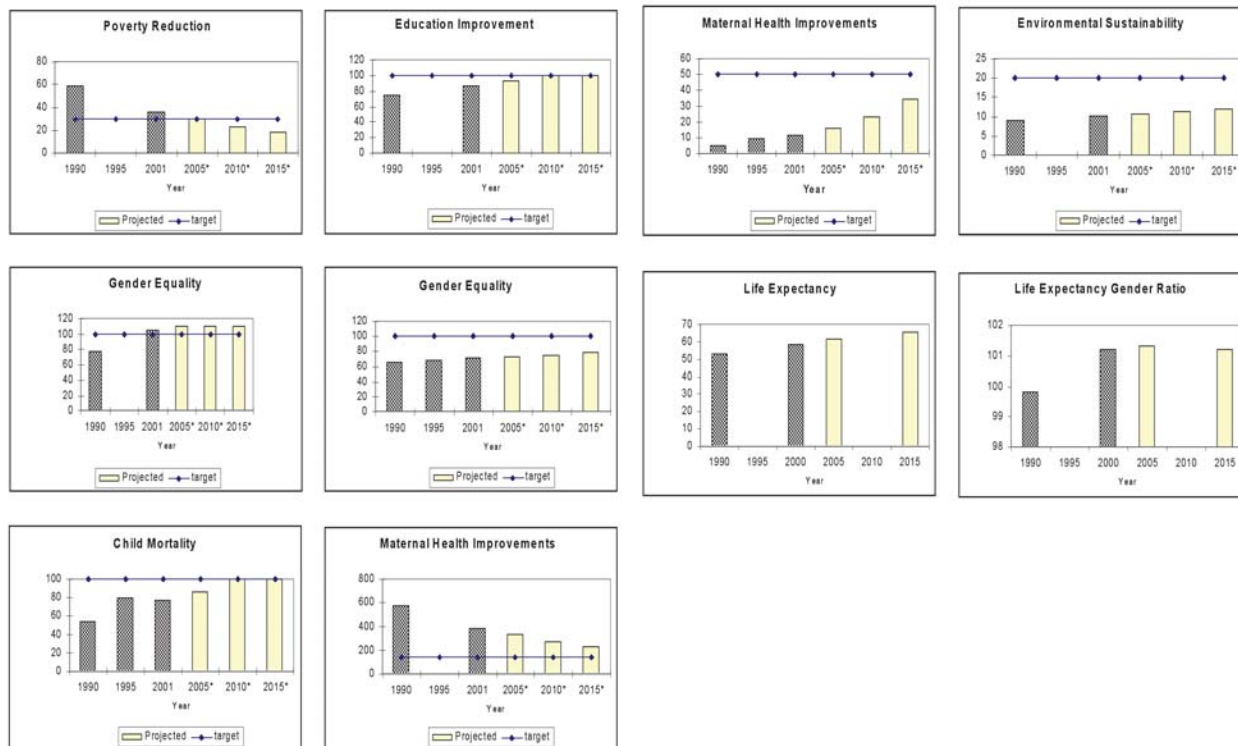 Poverty Reduction
80
60
40
20
0
1990 1995 2001 2005* 2010* 2015*
Year
Projected target
Education Improvement
120
100
80
60
40
20
0
1990 1995 2001 2005* 2010* 2015*
Year
Projected target
Maternal Health Improvements
60
50
40
30
20
10
0
1990 1995 2001 2005* 2010* 2015*
Year
Projected target
Environmental Sustainability
25
20
15
10
5
0
1990 1995 2001 2005* 2010* 2015*
Year
Projected target
Gender Equality
120
100
80
60
40
20
0
1990 1995 2001 2005* 2010* 2015*
Year
Projected target
Gender Equality
120
100
80
60
40
20
0
1990 1995 2001 2005* 2010* 2015*
Year
Projected target
Life Expectancy
70
60
50
40
30
20
10
0
1990 1995 2000 2005 2010 2015
Year
Life Expectancy Gender Ratio
102
101
100
99
98
1990 1995 2000 2005 2010 2015
Year
Child Mortality
100
80
60
40
20
0
1990 1995 2001 2005* 2010* 2015*
Year
Projected target
Maternal Health Improvements
800
600
400
200
0
1990 1995 2001 2005* 2010* 2015*
Year
Projected target